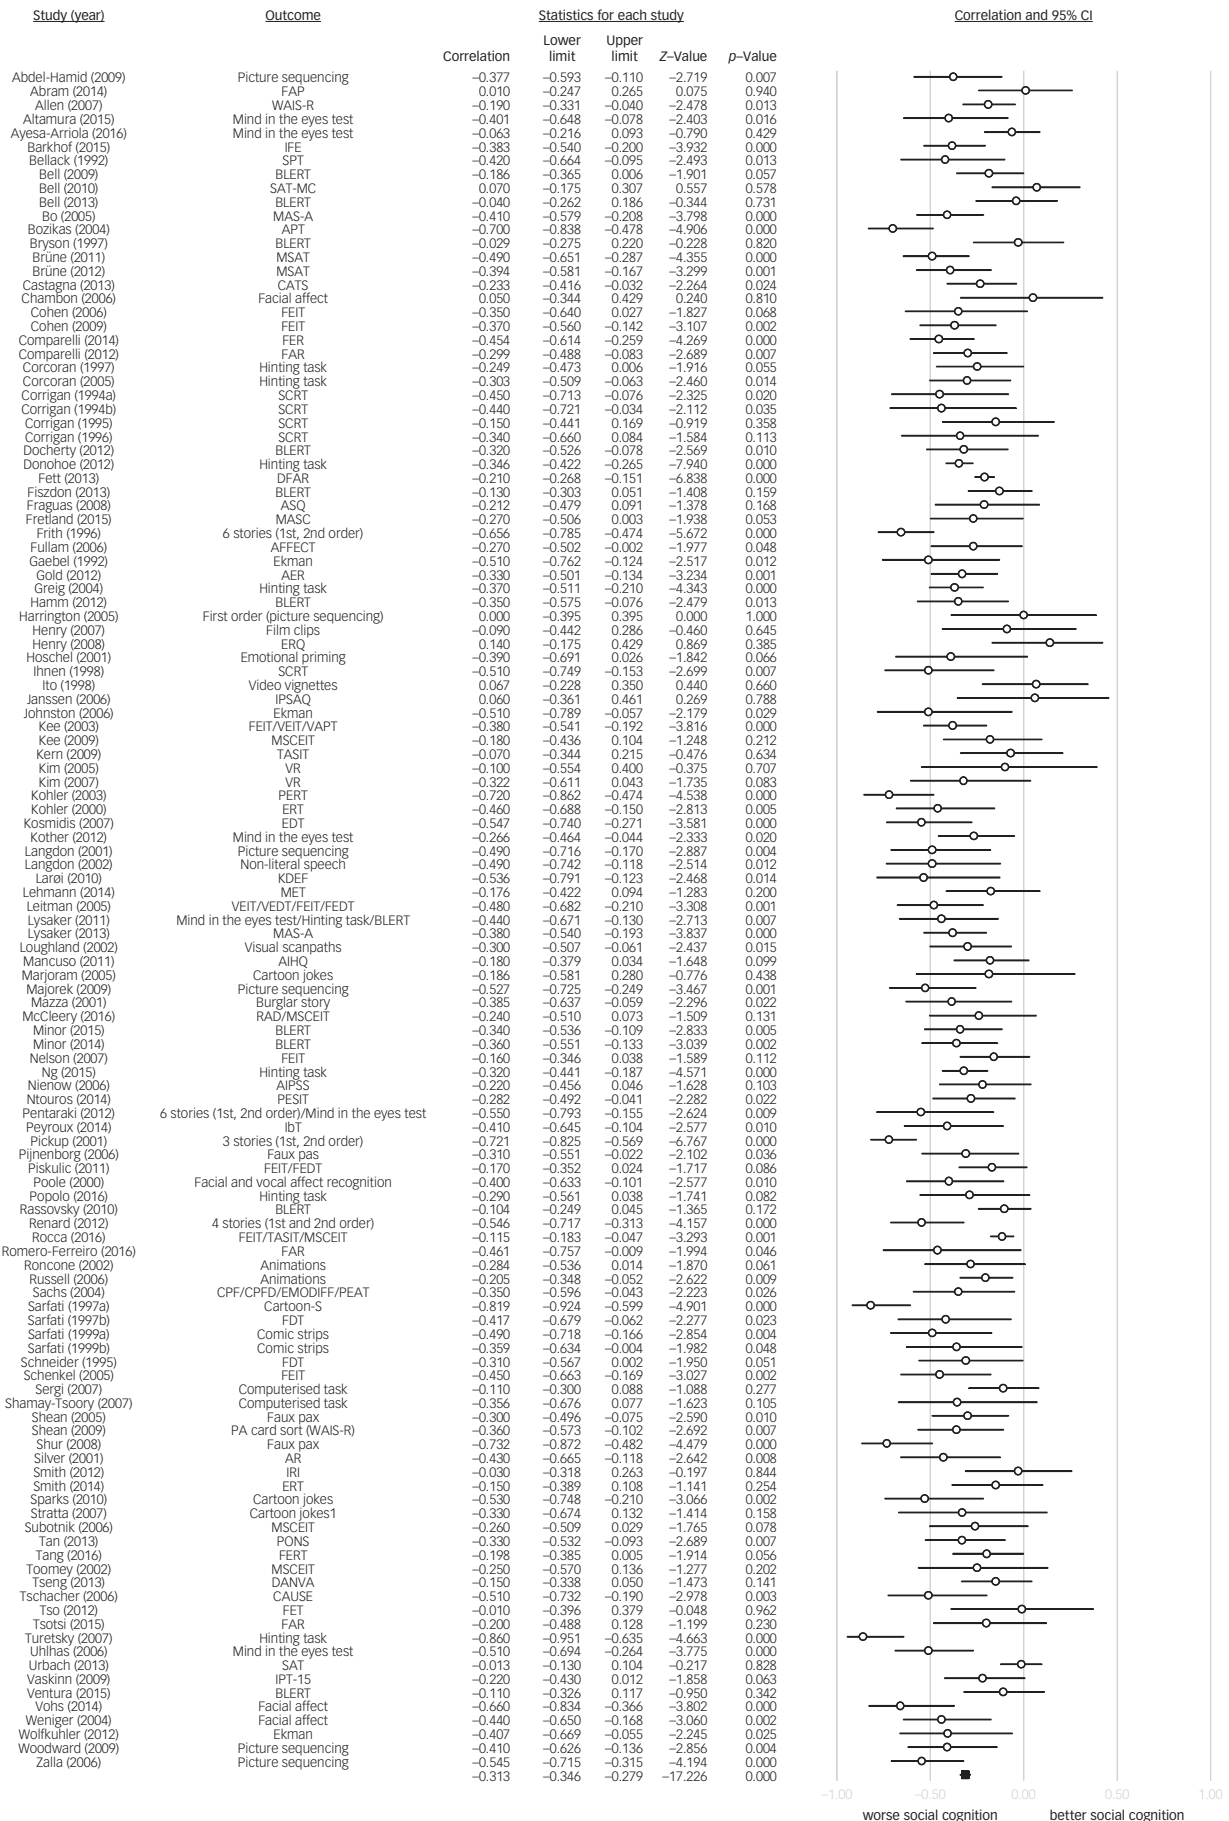 Study (year) Outcome Statistics for each study Correlation and 95% CI
Correlation Lower limit Upper limit Z–Value p–Value
Abdel-Hamid (2009) Picture sequencing –0.377 –0.593 –0.110 –2.719 0.007
Abram (2014) FAP 0.010 –0.247 0.265 0.075 0.940
Allen (2007) WAIS-R –0.190 –0.331 –0.040 –2.478 0.013
Altamura (2015) Mind in the eyes test –0.401 –0.648 –0.078 –2.403 0.016
Ayesa-Arriola (2016) Mind in the eyes test –0.063 –0.216 0.093 –0.790 0.429
Barkhof (2015) IFE –0.383 –0.540 –0.200 –3.932 0.000
Bellack (1992) SPT –0.420 –0.664 –0.095 –2.493 0.013
Bell (2009) BLERT –0.186 –0.365 0.006 –1.901 0.057
Bell (2010) SAT-MC 0.070 –0.175 0.307 0.557 0.578
Bell (2013) BLERT –0.040 –0.262 0.186 –0.344 0.731
Bo (2005) MAS-A –0.410 –0.579 –0.208 –3.798 0.000
Bozikas (2004) APT –0.700 –0.838 –0.478 –4.906 0.000
Bryson (1997) BLERT –0.029 –0.275 0.220 –0.228 0.820
Brüne (2011) MSAT –0.490 –0.651 –0.287 –4.355 0.000
Brüne (2012) MSAT –0.394 –0.581 –0.167 –3.299 0.001
Castagna (2013) CATS –0.233 –0.416 –0.032 –2.264 0.024
Chambon (2006) Facial affect 0.050 –0.344 0.429 0.240 0.810
Cohen (2006) FEIT –0.350 –0.640 0.027 –1.827 0.068
Cohen (2009) FEIT –0.370 –0.560 –0.142 –3.107 0.002
Comparelli (2014) FER –0.454 –0.614 –0.259 –4.269 0.000
Comparelli (2012) FAR –0.299 –0.488 –0.083 –2.689 0.007
Corcoran (1997) Hinting task –0.249 –0.473 0.006 –1.916 0.055
Corcoran (2005) Hinting task –0.303 –0.509 –0.063 –2.460 0.014
Corrigan (1994a) SCRT –0.450 –0.713 –0.076 –2.325 0.020
Corrigan (1994b) SCRT –0.440 –0.721 –0.034 –2.112 0.035
Corrigan (1995) SCRT –0.150 –0.441 0.169 –0.919 0.358
Corrigan (1996) SCRT –0.340 –0.660 0.084 –1.584 0.113
Docherty (2012) BLERT –0.320 –0.526 –0.078 –2.569 0.010
Donohoe (2012) Hinting task –0.346 –0.422 –0.265 –7.940 0.000
Fett (2013) DFAR –0.210 –0.268 –0.151 –6.838 0.000
Fiszdon (2013) BLERT –0.130 –0.303 0.051 –1.408 0.159
Fraguas (2008) ASQ –0.212 –0.479 0.091 –1.378 0.168
Fretland (2015) MASC –0.270 –0.506 0.003 –1.938 0.053
Frith (1996) 6 stories (1st, 2nd order) –0.656 –0.785 –0.474 –5.672 0.000
Fullam (2006) AFFECT –0.270 –0.502 –0.002 –1.977 0.048
Gaebel (1992) Ekman –0.510 –0.762 –0.124 –2.517 0.012
Gold (2012) AER –0.330 –0.501 –0.134 –3.234 0.001
Greig (2004) Hinting task –0.370 –0.511 –0.210 –4.343 0.000
Hamm (2012) BLERT –0.350 –0.575 –0.076 –2.479 0.013
Harrington (2005) First order (picture sequencing) 0.000 –0.395 0.395 0.000 1.000
Henry (2007) Film clips –0.090 –0.442 0.286 –0.460 0.645
Henry (2008) ERQ 0.140 –0.175 0.429 0.869 0.385
Hoschel (2001) Emotional priming –0.390 –0.691 0.026 –1.842 0.066
Ihnen (1998) SCRT –0.510 –0.749 –0.153 –2.699 0.007
Ito (1998) Video vignettes 0.067 –0.228 0.350 0.440 0.660
Janssen (2006) IPSAQ 0.060 –0.361 0.461 0.269 0.788
Johnston (2006) Ekman –0.510 –0.789 –0.057 –2.179 0.029
Kee (2003) FEIT/VEIT/VAPT –0.380 –0.541 –0.192 –3.816 0.000
Kee (2009) MSCEIT –0.180 –0.436 0.104 –1.248 0.212
Kern (2009) TASIT –0.070 –0.344 0.215 –0.476 0.634
Kim (2005) VR –0.100 –0.554 0.400 –0.375 0.707
Kim (2007) VR –0.322 –0.611 0.043 –1.735 0.083
Kohler (2003) PERT –0.720 –0.862 –0.474 –4.538 0.000
Kohler (2000) ERT –0.460 –0.688 –0.150 –2.813 0.005
Kosmidis (2007) EDT –0.547 –0.740 –0.271 –3.581 0.000
Kother (2012) Mind in the eyes test –0.266 –0.464 –0.044 –2.333 0.020
Langdon (2001) Picture sequencing –0.490 –0.716 –0.170 –2.887 0.004
Langdon (2002) Non-literal speech –0.490 –0.742 –0.118 –2.514 0.012
Larøi (2010) KDEF –0.536 –0.791 –0.123 –2.468 0.014
Lehmann (2014) MET –0.176 –0.422 0.094 –1.283 0.200
Leitman (2005) VEIT/VEDT/FEIT/FEDT –0.480 –0.682 –0.210 –3.308 0.001
Lysaker (2011) Mind in the eyes test/Hinting task/BLERT –0.440 –0.671 –0.130 –2.713 0.007
Lysaker (2013) MAS-A –0.380 –0.540 –0.193 –3.837 0.000
Loughland (2002) Visual scanpaths –0.300 –0.507 –0.061 –2.437 0.015
Mancuso (2011) AIHQ –0.180 –0.379 0.034 –1.648 0.099
Marjoram (2005) Cartoon jokes –0.186 –0.581 0.280 –0.776 0.438
Majorek (2009) Picture sequencing –0.527 –0.725 –0.249 –3.467 0.001
Mazza (2001) Burglar story –0.385 –0.637 –0.059 –2.296 0.022
McCleery (2016) RAD/MSCEIT –0.240 –0.510 0.073 –1.509 0.131
Minor (2015) BLERT –0.340 –0.536 –0.109 –2.833 0.005
Minor (2014) BLERT –0.360 –0.551 –0.133 –3.039 0.002
Nelson (2007) FEIT –0.160 –0.346 0.038 –1.589 0.112
Ng (2015) Hinting task –0.320 –0.441 –0.187 –4.571 0.000
Nienow (2006) AIPSS –0.220 –0.456 0.046 –1.628 0.103
Ntouros (2014) PESIT –0.282 –0.492 –0.041 –2.282 0.022
Pentaraki (2012) 6 stories (1st, 2nd order)/Mind in the eyes test –0.550 –0.793 –0.155 –2.624 0.009
Peyroux (2014) IbT –0.410 –0.645 –0.104 –2.577 0.010
Pickup (2001) 3 stories (1st, 2nd order) –0.721 –0.825 –0.569 –6.767 0.000
Pijnenborg (2006) Faux pas –0.310 –0.551 –0.022 –2.102 0.036
Piskulic (2011) FEIT/FEDT –0.170 –0.352 0.024 –1.717 0.086
Poole (2000) Facial and vocal affect recognition –0.400 –0.633 –0.101 –2.577 0.010
Popolo (2016) Hinting task –0.290 –0.561 0.038 –1.741 0.082
Rassovsky (2010) BLERT –0.104 –0.249 0.045 –1.365 0.172
Renard (2012) 4 stories (1st and 2nd order) –0.546 –0.717 –0.313 –4.157 0.000
Rocca (2016) FEIT/TASIT/MSCEIT –0.115 –0.183 –0.047 –3.293 0.001
Romero-Ferreiro (2016) FAR –0.461 –0.757 –0.009 –1.994 0.046
Roncone (2002) Animations –0.284 –0.536 0.014 –1.870 0.061
Russell (2006) Animations –0.205 –0.348 –0.052 –2.622 0.009
Sachs (2004) CPF/CPFD/EMODIFF/PEAT –0.350 –0.596 –0.043 –2.223 0.026
Sarfati (1997a) Cartoon-S –0.819 –0.924 –0.599 –4.901 0.000
Sarfati (1997b) FDT –0.417 –0.679 –0.062 –2.277 0.023
Sarfati (1999a) Comic strips –0.490 –0.718 –0.166 –2.854 0.004
Sarfati (1999b) Comic strips –0.359 –0.634 –0.004 –1.982 0.048
Schneider (1995) FDT –0.310 –0.567 0.002 –1.950 0.051
Schenkel (2005) FEIT –0.450 –0.663 –0.169 –3.027 0.002
Sergi (2007) Computerised task –0.110 –0.300 0.088 –1.088 0.277
Shamay-Tsoory (2007) Computerised task –0.356 –0.676 0.077 –1.623 0.105
Shean (2005) Faux pax –0.300 –0.496 –0.075 –2.590 0.010
Shean (2009) PA card sort (WAIS-R) –0.360 –0.573 –0.102 –2.692 0.007
Shur (2008) Faux pax –0.732 –0.872 –0.482 –4.479 0.000
Silver (2001) AR –0.430 –0.665 –0.118 –2.642 0.008
Smith (2012) IRI –0.030 –0.318 0.263 –0.197 0.844
Smith (2014) ERT –0.150 –0.389 0.108 –1.141 0.254
Sparks (2010) Cartoon jokes –0.530 –0.748 –0.210 –3.066 0.002
Stratta (2007) Cartoon jokes1 –0.330 –0.674 0.132 –1.414 0.158
Subotnik (2006) MSCEIT –0.260 –0.509 0.029 –1.765 0.078
Tan (2013) PONS –0.330 –0.532 –0.093 –2.689 0.007
Tang (2016) FERT –0.198 –0.385 0.005 –1.914 0.056
Toomey (2002) MSCEIT –0.250 –0.570 0.136 –1.277 0.202
Tseng (2013) DANVA –0.150 –0.338 0.050 –1.473 0.141
Tschacher (2006) CAUSE –0.510 –0.732 –0.190 –2.978 0.003
Tso (2012) FET –0.010 –0.396 0.379 –0.048 0.962
Tsotsi (2015) FAR –0.200 –0.488 0.128 –1.199 0.230
Turetsky (2007) Hinting task –0.860 –0.951 –0.635 –4.663 0.000
Uhlhas (2006) Mind in the eyes test –0.510 –0.694 –0.264 –3.775 0.000
Urbach (2013) SAT –0.013 –0.130 0.104 –0.217 0.828
Vaskinn (2009) IPT-15 –0.220 –0.430 0.012 –1.858 0.063
Ventura (2015) BLERT –0.110 –0.326 0.117 –0.950 0.342
Vohs (2014) Facial affect –0.660 –0.834 –0.366 –3.802 0.000
Weniger (2004) Facial affect –0.440 –0.650 –0.168 –3.060 0.002
Wolfkuhler (2012) Ekman –0.407 –0.669 –0.055 –2.245 0.025
Woodward (2009) Picture sequencing –0.410 –0.626 –0.136 –2.856 0.004
Zalla (2006) Picture sequencing –0.545 –0.715 –0.315 –4.194 0.000
–0.313 –0.346 –0.279 –17.226 0.000
–1.00 –0.50 0.00 0.50 1.00
worse social cognition better social cognition